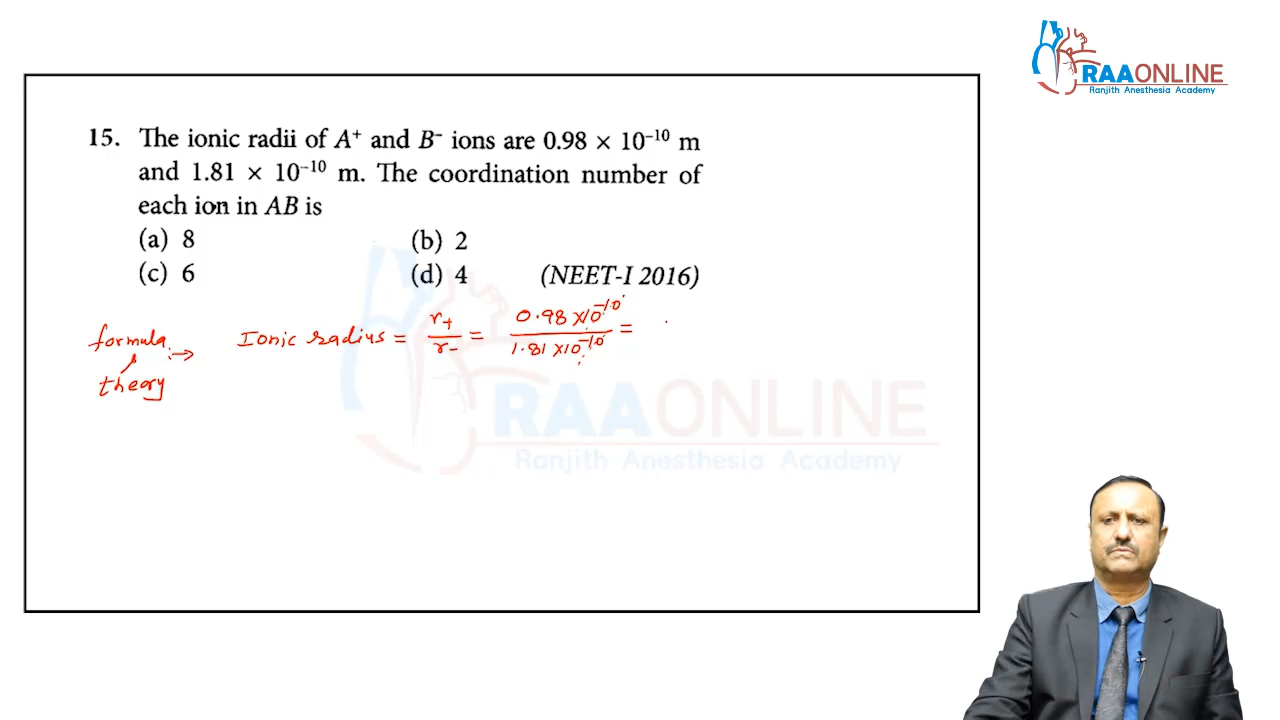 RAAONLINE
Ranjith Anesthesia Academy
15. The ionic radii of A⁺ and B⁻ ions are 0.98 × 10⁻¹⁰ m
and 1.81 × 10⁻¹⁰ m. The coordination number of
each ion in AB is
(a) 8 (b) 2
(c) 6 (d) 4 (NEET-I 2016)
formula → Ionic radius = r₊/r₋ = 0.98 ×10⁻¹⁰/1.81 ×10⁻¹⁰ =
theory
RAAONLINE
Ranjith Anesthesia Academy